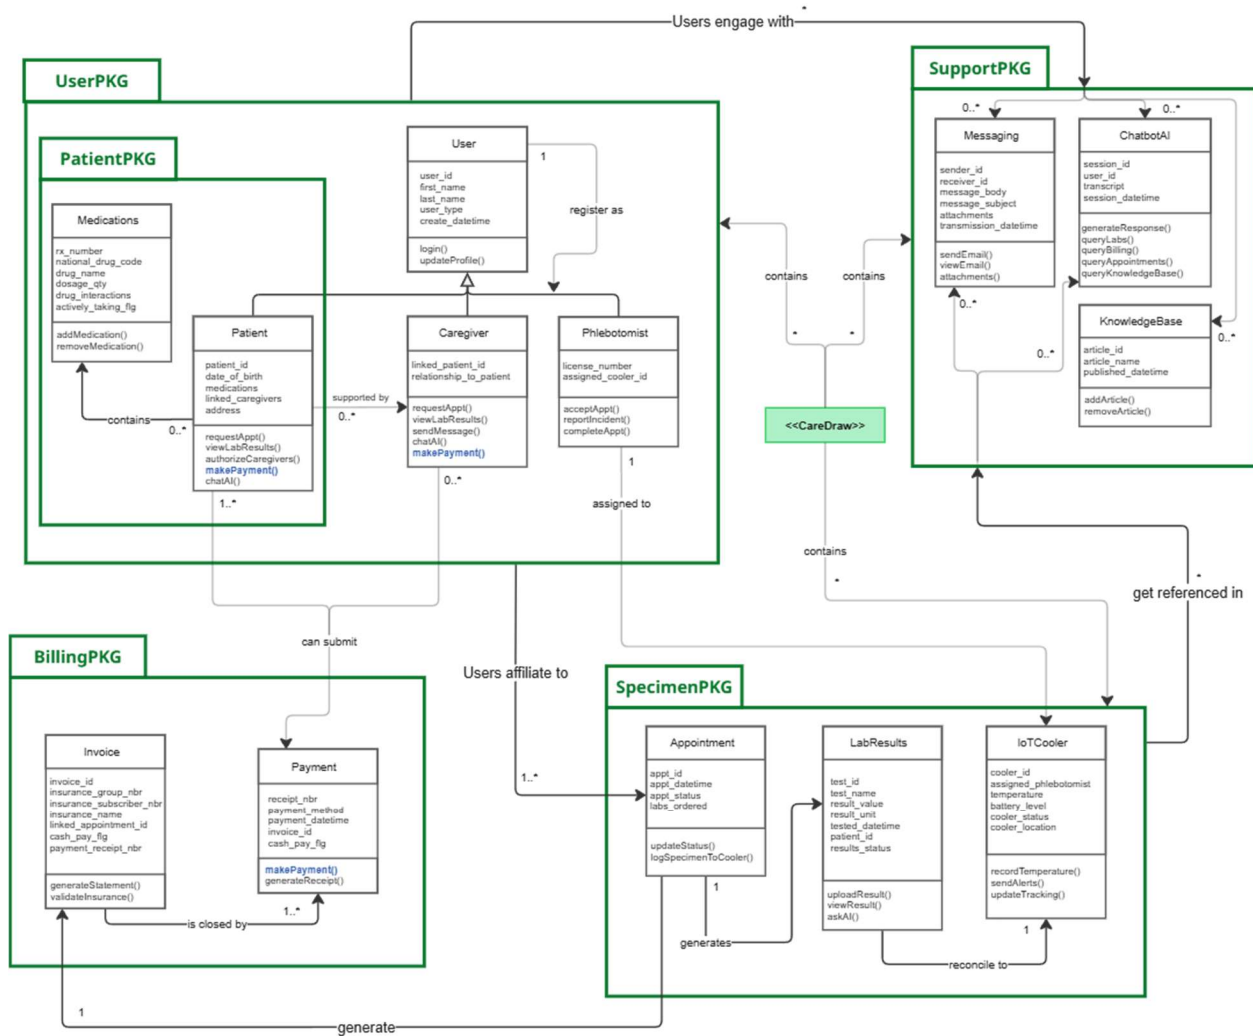 Users engage with
*
UserPKG
SupportPKG
0..*
0..*
PatientPKG
User
user_id
first_name
last_name
user_type
create_datetime
login()
updateProfile()
1
register as
Messaging
sender_id
receiver_id
message_body
message_subject
attachments
transmission_datetime
sendEmail()
viewEmail()
attachments()
0..*
ChatbotAI
session_id
user_id
transcript
session_datetime
generateResponse()
queryLabs()
queryBilling()
queryAppointments()
queryKnowledgeBase()
Medications
rx_number
national_drug_code
drug_name
dosage_qty
drug_interactions
actively_taking_flg
addMedication()
removeMedication()
contains
0..*
Patient
patient_id
date_of_birth
medications
linked_caregivers
address
requestAppt()
viewLabResults()
authorizeCaregivers()
makePayment()
chatAI()
1..*
supported by
0..*
Caregiver
linked_patient_id
relationship_to_patient
requestAppt()
viewLabResults()
sendMessage()
chatAI()
makePayment()
0..*
Phlebotomist
license_number
assigned_cooler_id
acceptAppt()
reportIncident()
completeAppt()
1
assigned to
contains
contains
*
*
<<CareDraw>>
contains
*
KnowledgeBase
article_id
article_name
published_datetime
addArticle()
removeArticle()
0..*
0..*
*
get referenced in
can submit
Users affiliate to
1..*
BillingPKG
Invoice
invoice_id
insurance_group_nbr
insurance_subscriber_nbr
insurance_name
linked_appointment_id
cash_pay_flg
payment_receipt_nbr
generateStatement()
validateInsurance()
is closed by
1..*
Payment
receipt_nbr
payment_method
payment_datetime
invoice_id
cash_pay_flg
makePayment()
generateReceipt()
SpecimenPKG
Appointment
appt_id
appt_datetime
appt_status
labs_ordered
updateStatus()
logSpecimenToCooler()
1
generates
LabResults
test_id
test_name
result_value
result_unit
tested_datetime
patient_id
results_status
uploadResult()
viewResult()
askAI()
reconcile to
1
IoTCooler
cooler_id
assigned_phlebotomist
temperature
battery_level
cooler_status
cooler_location
recordTemperature()
sendAlerts()
updateTracking()
1
generate